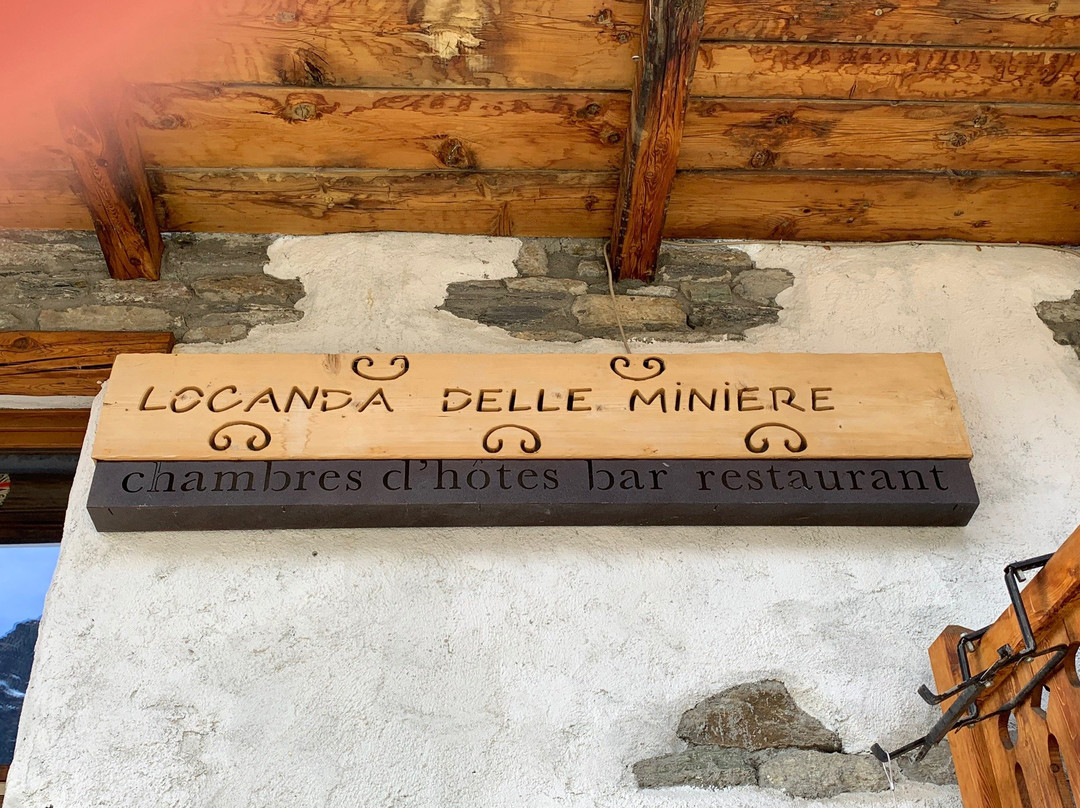 LOCANDA DELLE MINIERE
chambres d'hôtes bar restaurant